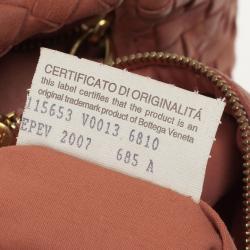 CERTIFICATO DI ORIGINALITÁ
this label certifies that the product is an
original trademark product of Bottega Veneta
115653 V0013 6810
EPEV 2007 685 A